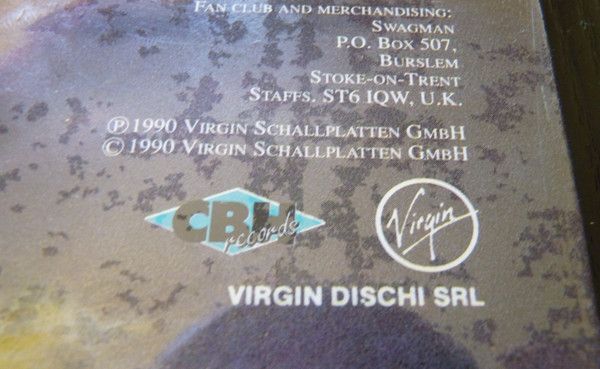 FAN CLUB AND MERCHANDISING:
SWAGMAN
P.O. BOX 507,
BURSLEM
STOKE-ON-TRENT
STAFFS. ST6 IQW, U.K.
Ⓟ 1990 VIRGIN SCHALLPLATTEN GMBH
© 1990 VIRGIN SCHALLPLATTEN GMBH
CBH
records
Virgin
VIRGIN DISCHI SRL